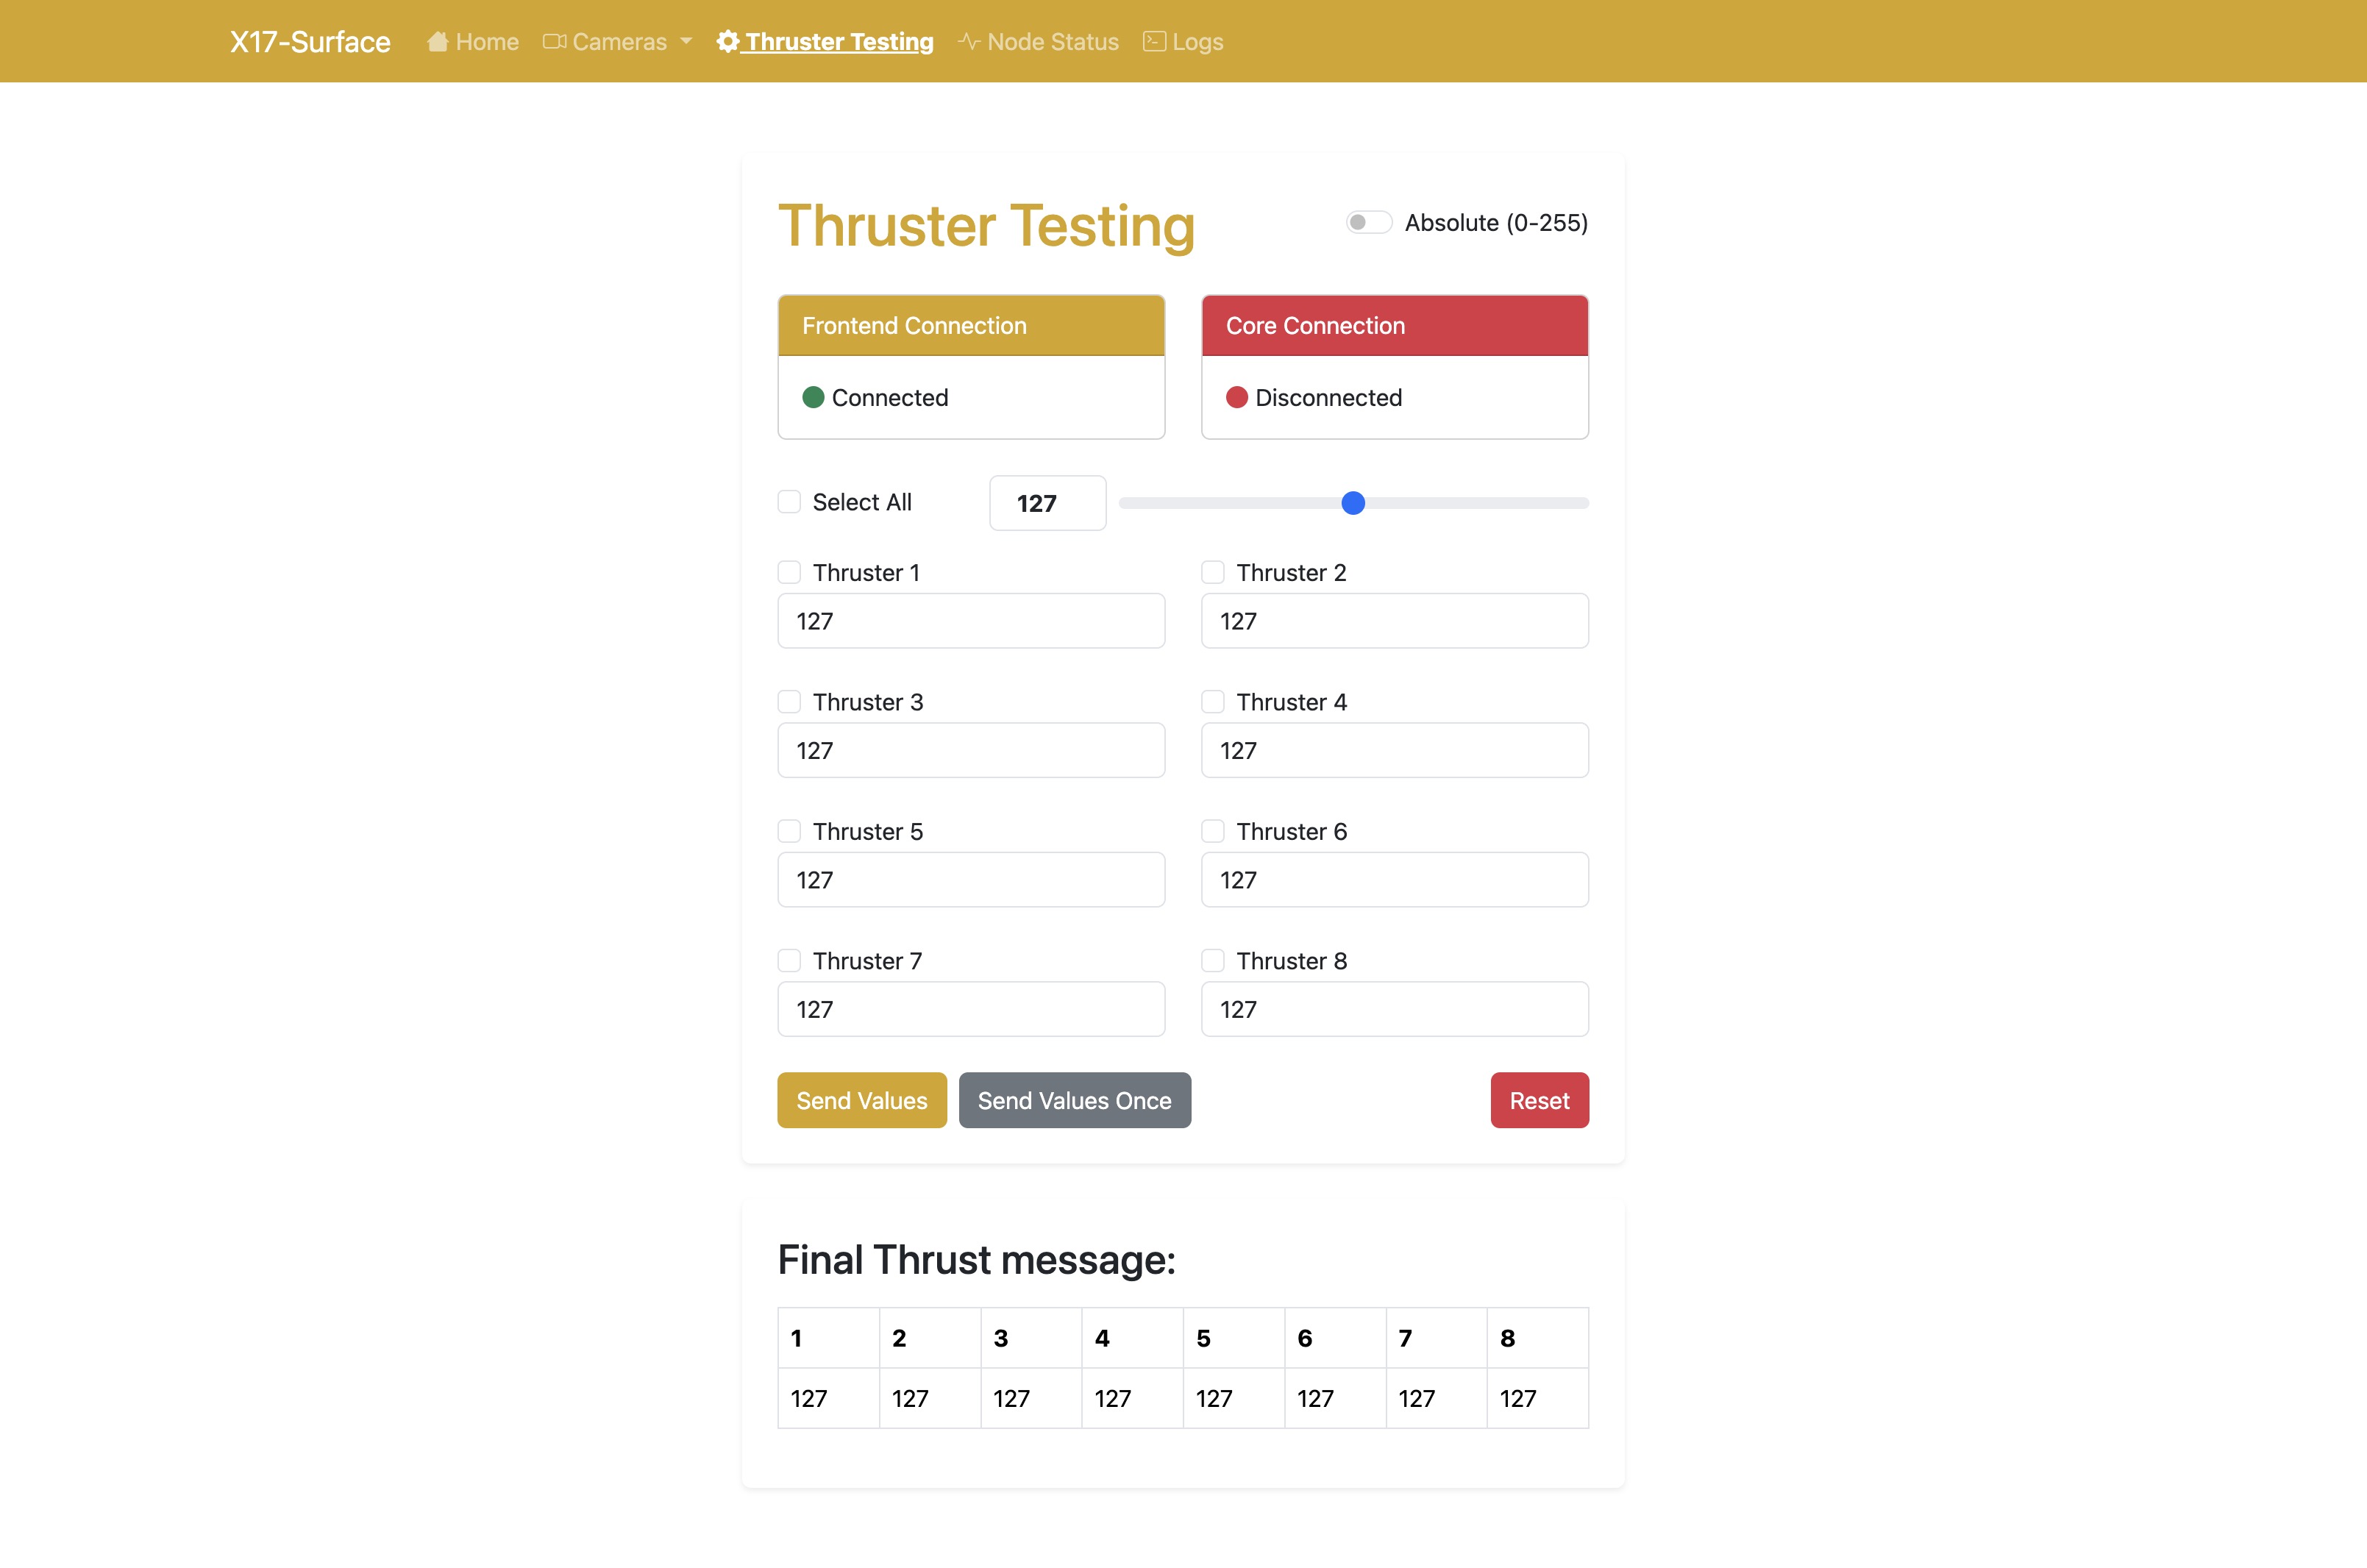 X17-Surface Home Cameras Thruster Testing Node Status Logs
Thruster Testing
Absolute (0-255)
Frontend Connection
Connected
Core Connection
Disconnected
Select All
127
Thruster 1
127
Thruster 2
127
Thruster 3
127
Thruster 4
127
Thruster 5
127
Thruster 6
127
Thruster 7
127
Thruster 8
127
Send Values
Send Values Once
Reset
Final Thrust message:
1 2 3 4 5 6 7 8
127 127 127 127 127 127 127 127